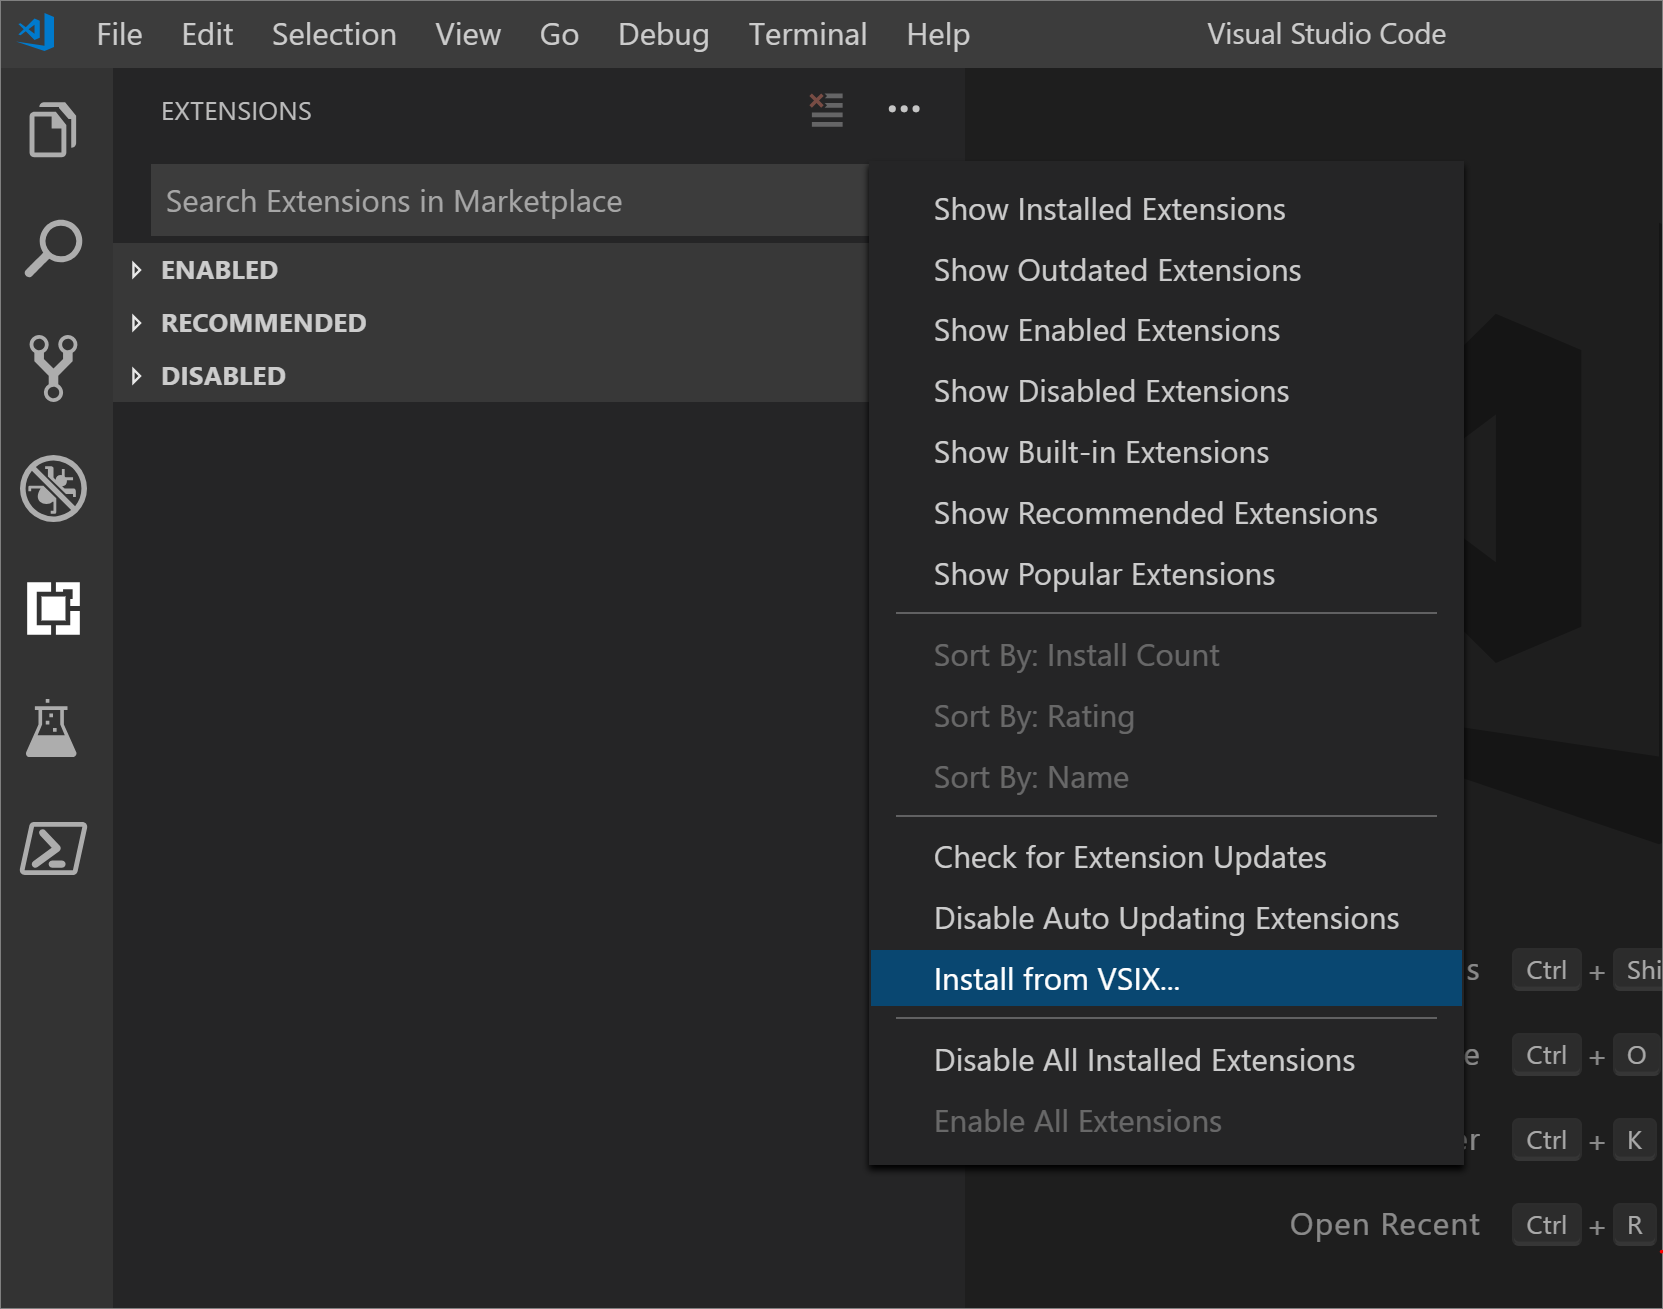 File Edit Selection View Go Debug Terminal Help Visual Studio Code
EXTENSIONS
Search Extensions in Marketplace
ENABLED
RECOMMENDED
DISABLED
Show Installed Extensions
Show Outdated Extensions
Show Enabled Extensions
Show Disabled Extensions
Show Built-in Extensions
Show Recommended Extensions
Show Popular Extensions
Sort By: Install Count
Sort By: Rating
Sort By: Name
Check for Extension Updates
Disable Auto Updating Extensions
Install from VSIX...
Disable All Installed Extensions
Enable All Extensions
s Ctrl + Shi
e Ctrl + O
er Ctrl + K
Open Recent Ctrl + R